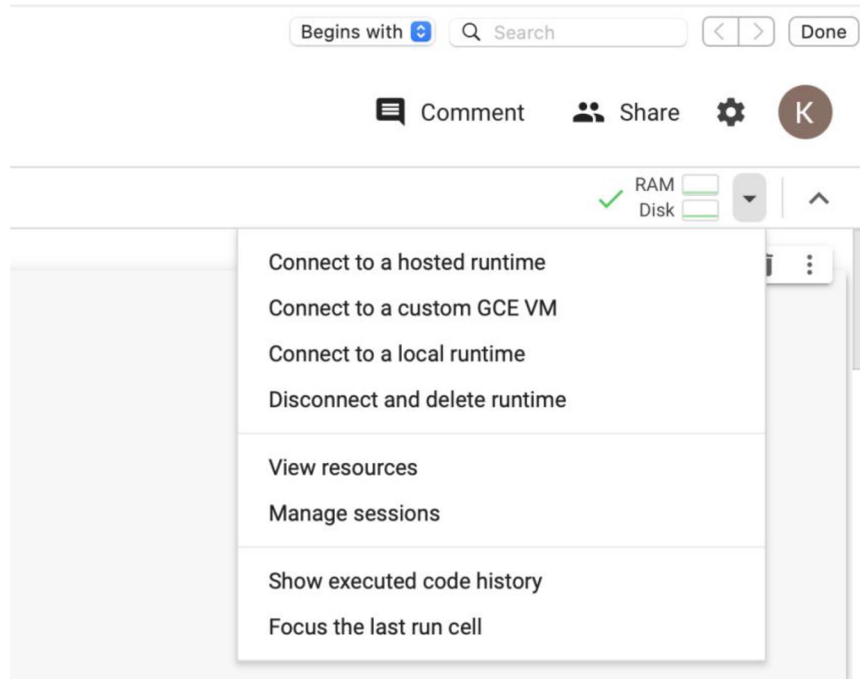 Begins with Search Done
Comment Share K
RAM
Disk
Connect to a hosted runtime
Connect to a custom GCE VM
Connect to a local runtime
Disconnect and delete runtime
View resources
Manage sessions
Show executed code history
Focus the last run cell